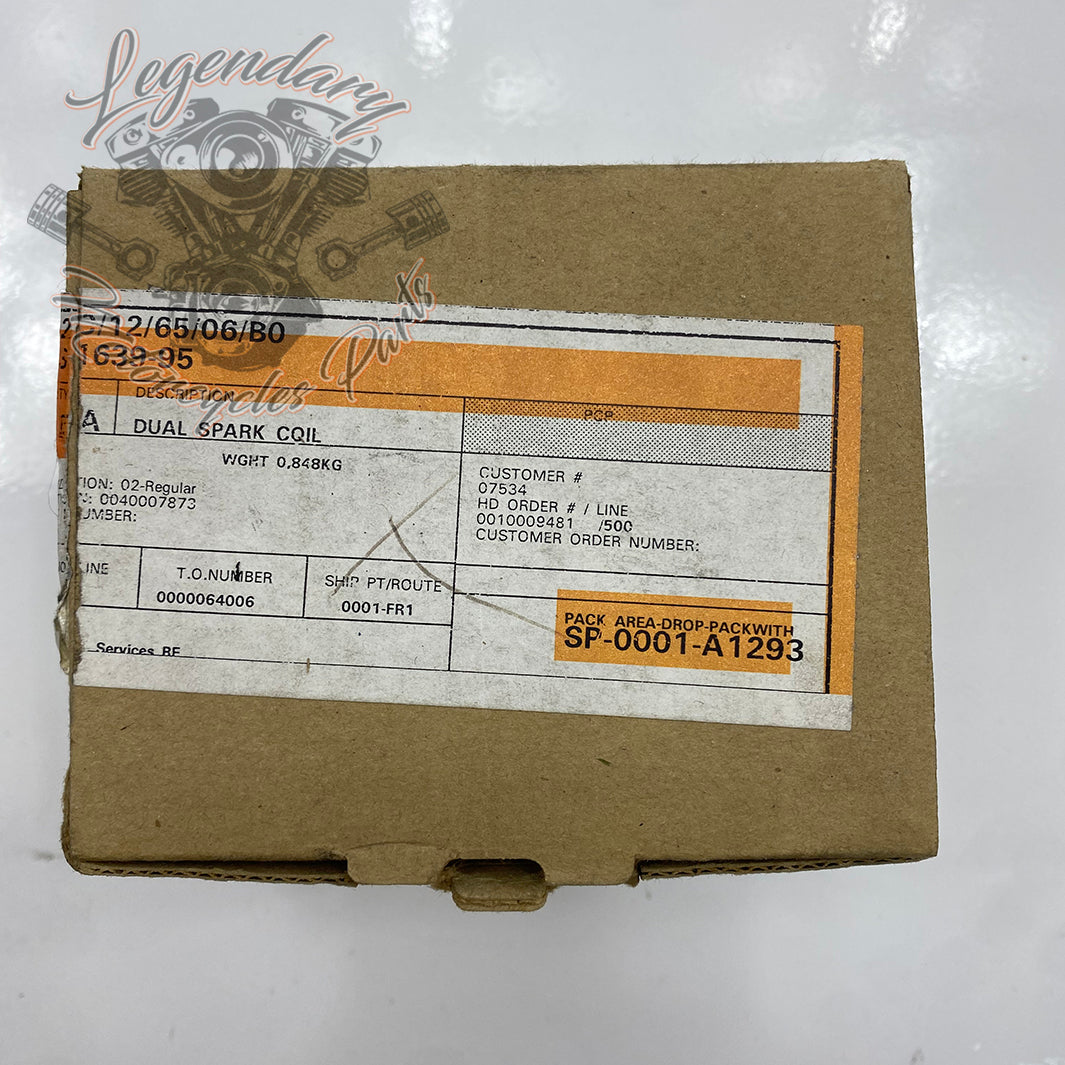 Legendary
Motorcycles Parts
2C/12/65/06/B0
1639-95
DESCRIPTION
PCP
A
DUAL SPARK COIL
WGHT 0,848KG
TION: 02-Regular
: 0040007873
UMBER:
CUSTOMER #
07534
HD ORDER # / LINE
0010009481 /500
CUSTOMER ORDER NUMBER:
LINE
T.O.NUMBER
0000064006
SHIP PT/ROUTE
0001-FR1
PACK AREA-DROP-PACKWITH
SP-0001-A1293
Services BE